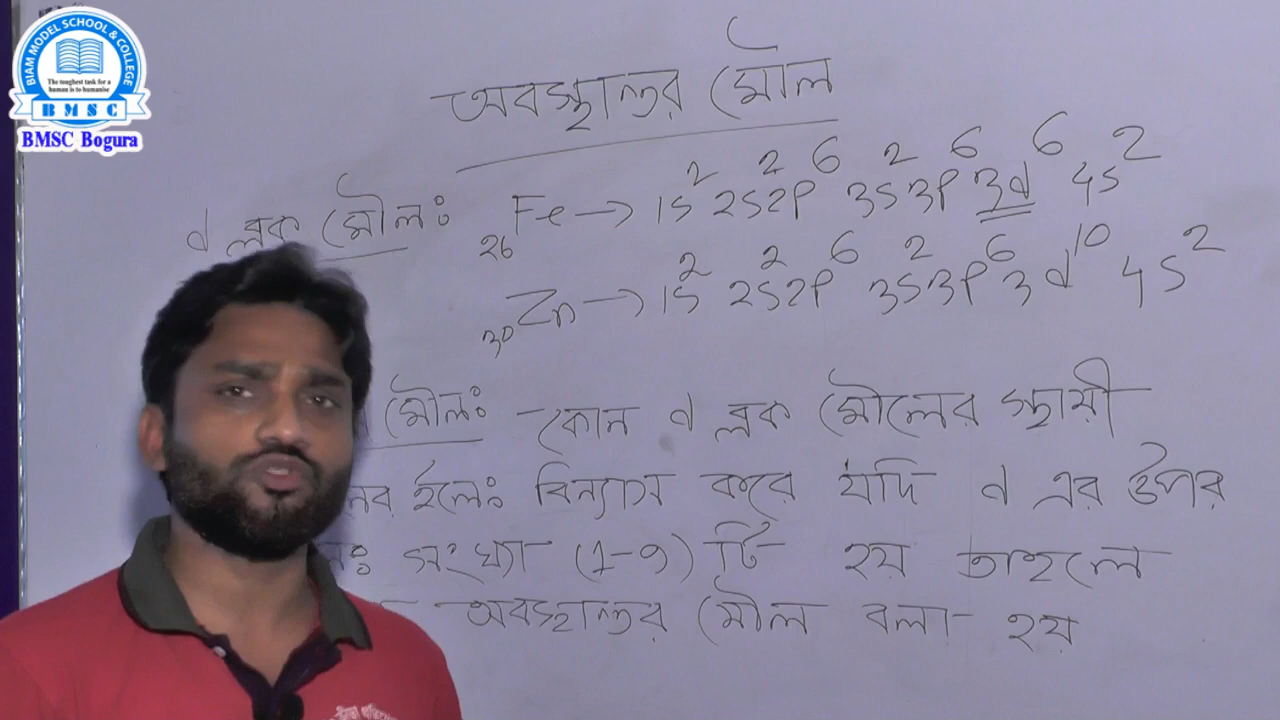 BIAM MODEL SCHOOL & COLLEGE
The toughest task for a
human is to humanise
BMSC
BMSC Bogura
অবস্থান্তর মৌল
d ব্লক মৌলঃ ₂₆Fe → 1s² 2s² 2p⁶ 3s² 3p⁶ 3d⁶ 4s²
₃₀Zn → 1s² 2s² 2p⁶ 3s² 3p⁶ 3d¹⁰ 4s²
মৌলঃ কোন d ব্লক মৌলের স্থায়ী
ইলেঃ বিন্যাস করে যদি d এর উপর
সংখ্যা (1-9) টি হয় তাহলে
অবস্থান্তর মৌল বলা হয়